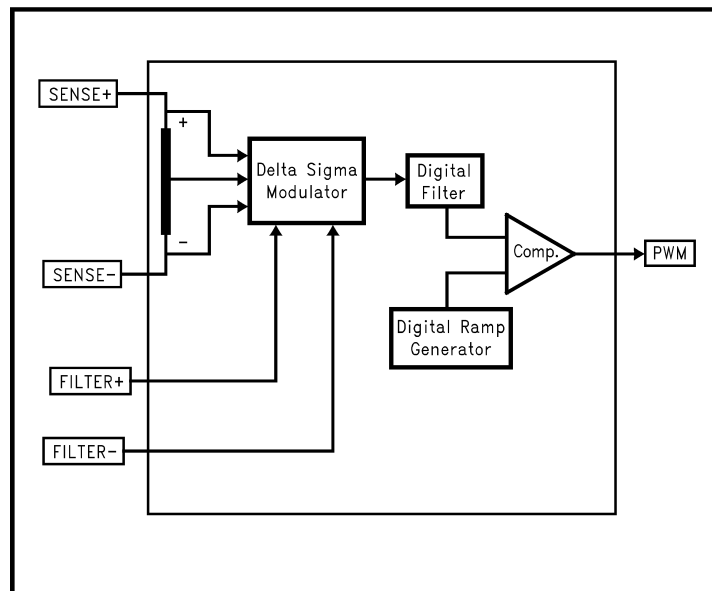 SENSE+
+
Delta Sigma
Modulator
Digital
Filter
-
Comp.
PWM
SENSE-
Digital Ramp
Generator
FILTER+
FILTER-